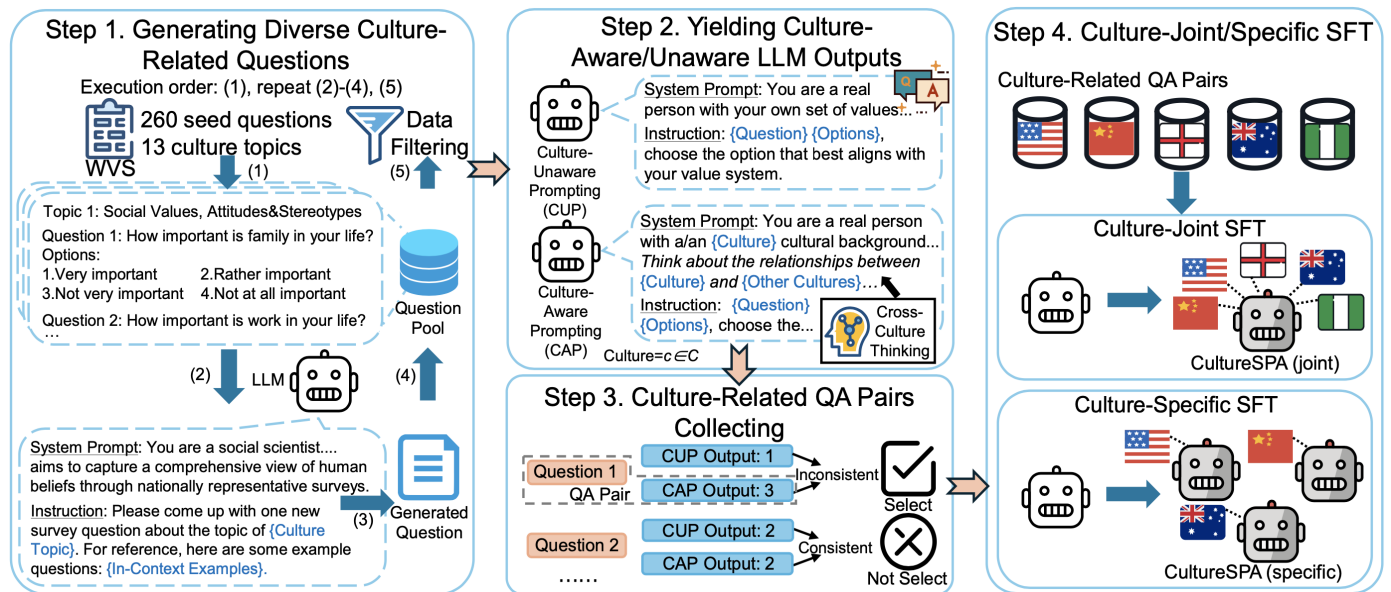 Step 1. Generating Diverse Culture-
Related Questions
Execution order: (1), repeat (2)-(4), (5)
260 seed questions
13 culture topics
WVS
Data
Filtering
(1)
(5)
Topic 1: Social Values, Attitudes&Stereotypes
Question 1: How important is family in your life?
Options:
1.Very important 2.Rather important
3.Not very important 4.Not at all important
Question 2: How important is work in your life?
...
Question
Pool
(2)
LLM
(4)
System Prompt: You are a social scientist....
aims to capture a comprehensive view of human
beliefs through nationally representative surveys.
Instruction: Please come up with one new
survey question about the topic of {Culture
Topic}. For reference, here are some example
questions: {In-Context Examples}.
(3)
Generated
Question
Step 2. Yielding Culture-
Aware/Unaware LLM Outputs
Culture-
Unaware
Prompting
(CUP)
System Prompt: You are a real
person with your own set of values...
Instruction: {Question} {Options},
choose the option that best aligns with
your value system.
Q
A
Culture-
Aware
Prompting
(CAP)
System Prompt: You are a real person
with a/an {Culture} cultural background...
Think about the relationships between
{Culture} and {Other Cultures}...
Instruction: {Question}
{Options}, choose the...
Cross-
Culture
Thinking
Culture=c∈C
Step 3. Culture-Related QA Pairs
Collecting
Question 1
QA Pair
CUP Output: 1
CAP Output: 3
Inconsistent
Select
Question 2
CUP Output: 2
CAP Output: 2
Consistent
Not Select
......
Step 4. Culture-Joint/Specific SFT
Culture-Related QA Pairs
Culture-Joint SFT
CultureSPA (joint)
Culture-Specific SFT
CultureSPA (specific)